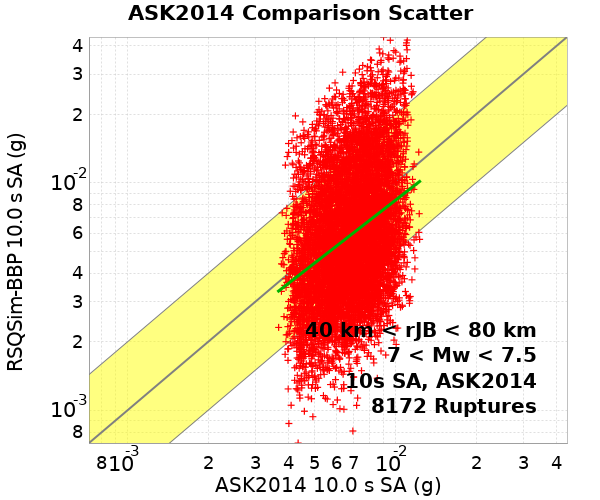 ASK2014 Comparison Scatter
RSQSim-BBP 10.0 s SA (g)
4
3
2
10-2
8
6
4
3
2
10-3
8
40 km < rJB < 80 km
7 < Mw < 7.5
10s SA, ASK2014
8172 Ruptures
8 10-3 2 3 4 5 6 7 10-2 2 3 4
ASK2014 10.0 s SA (g)